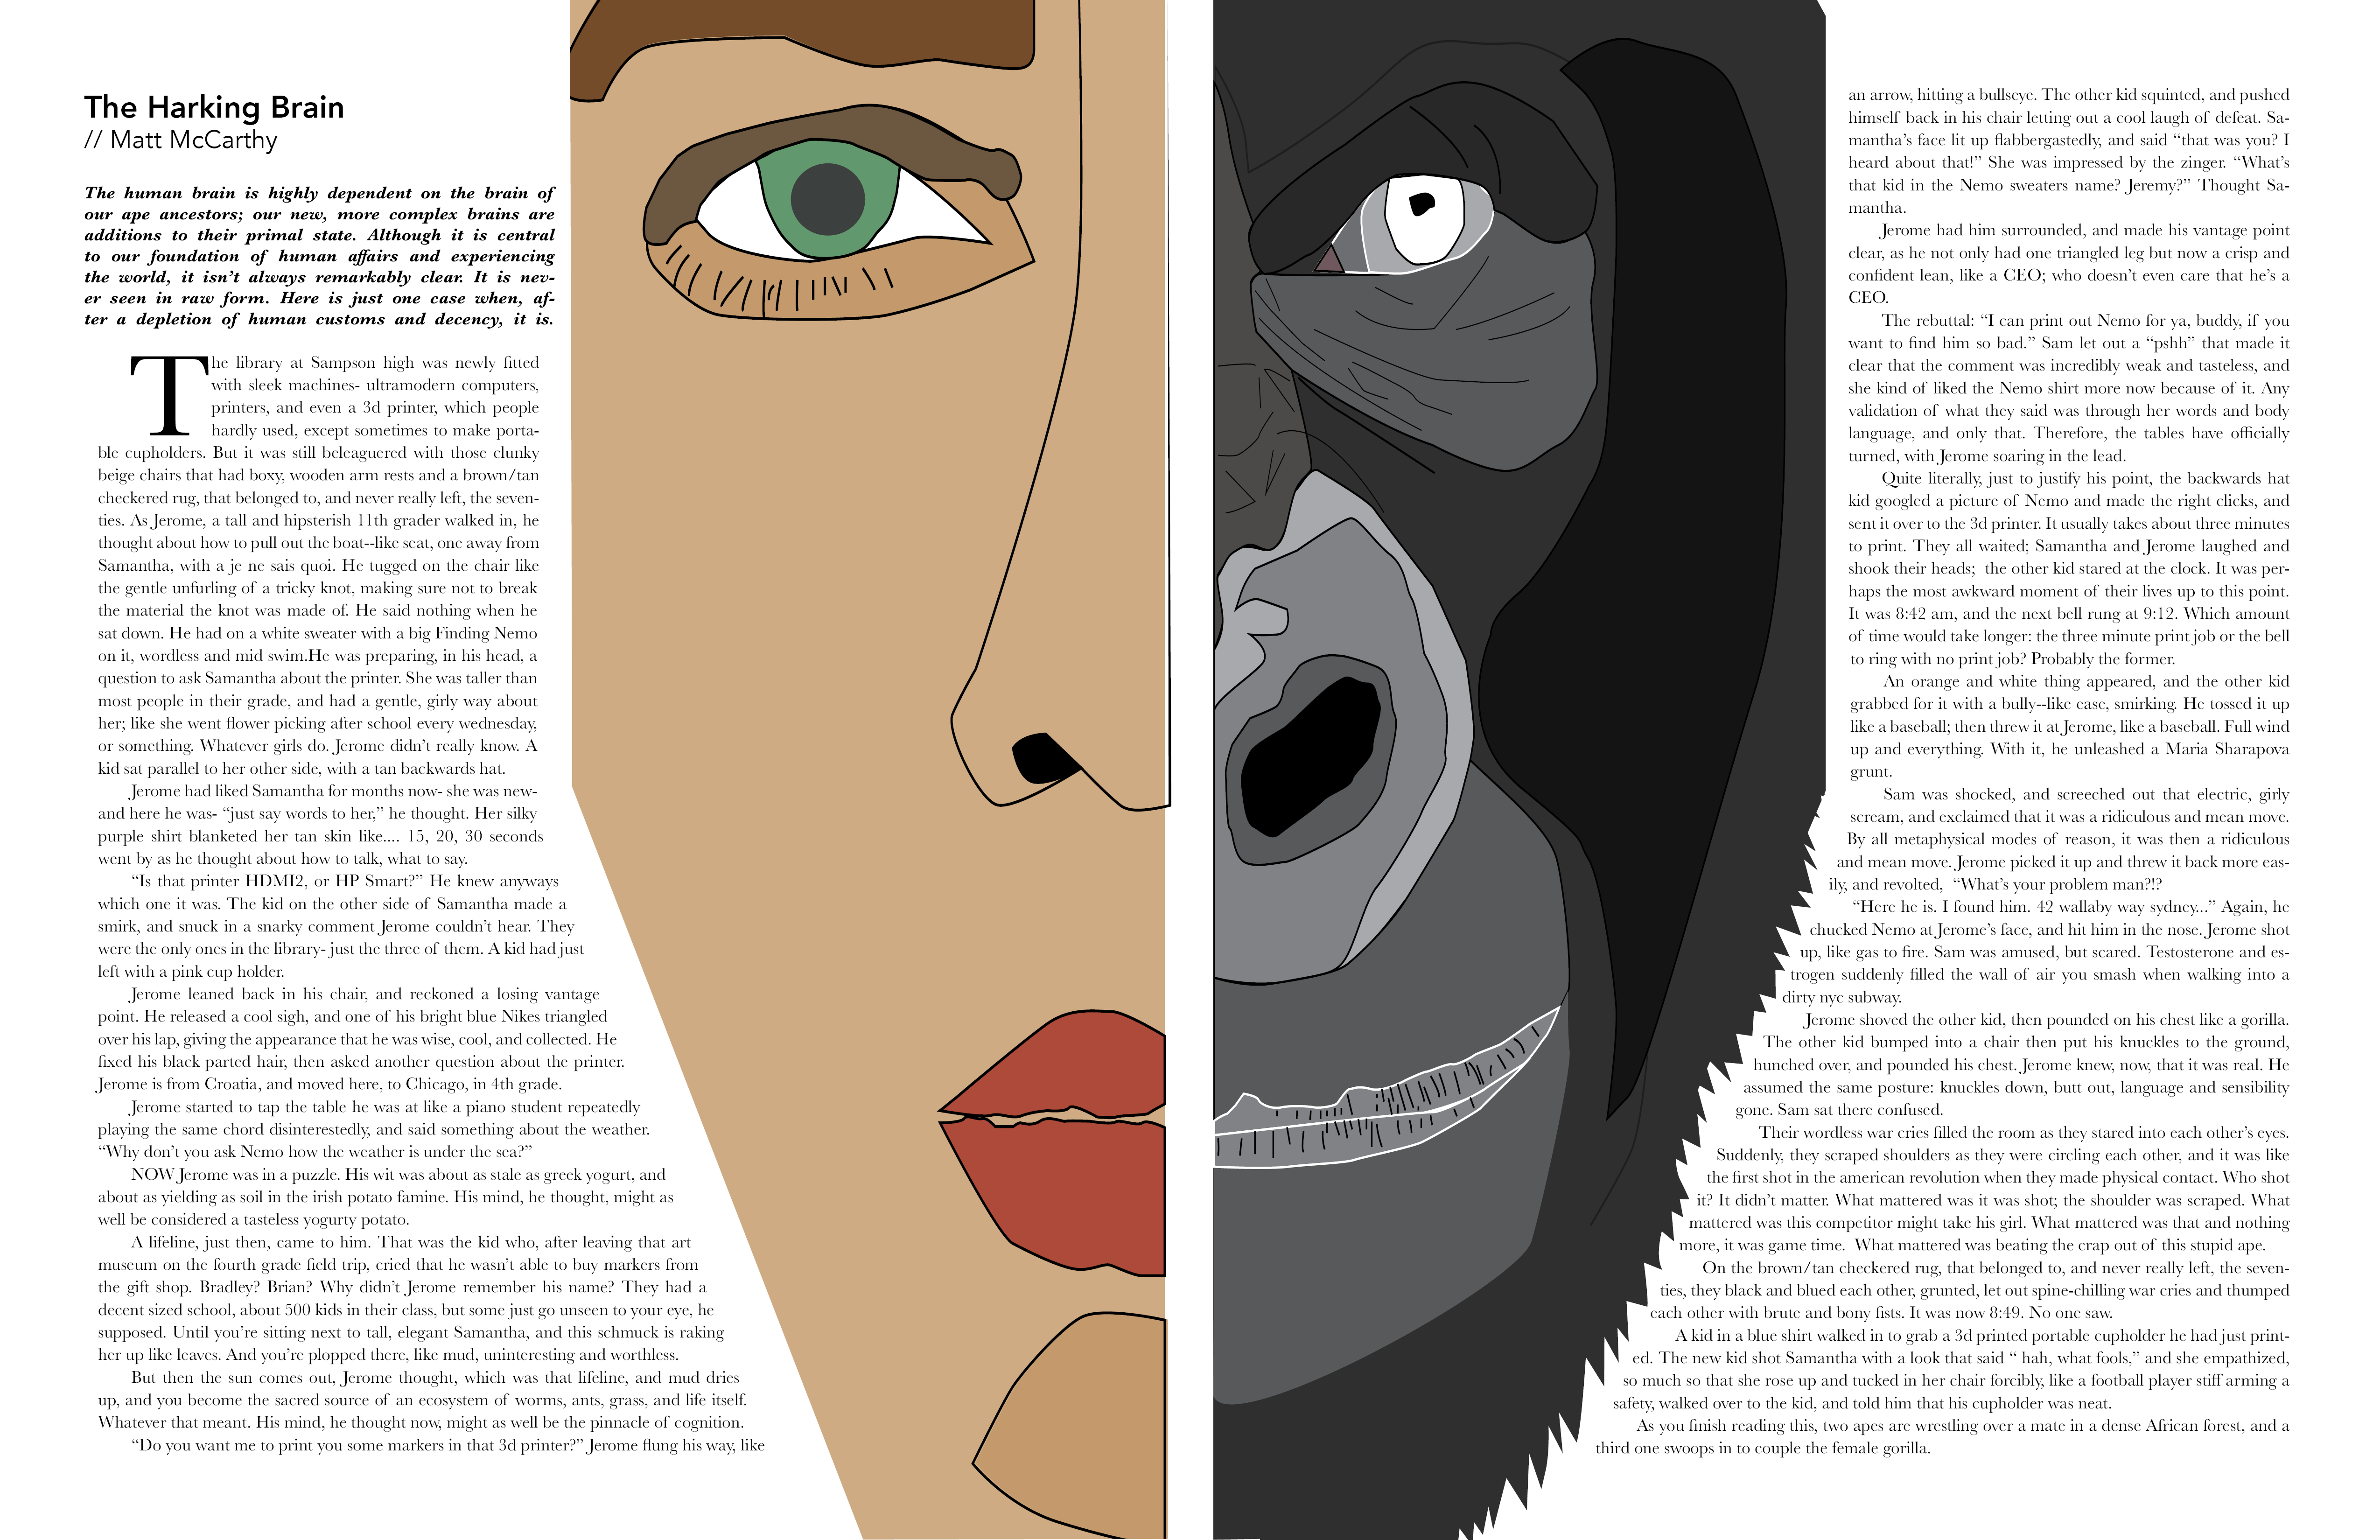 The Harking Brain
// Matt McCarthy
The human brain is highly dependent on the brain of
our ape ancestors; our new, more complex brains are
additions to their primal state. Although it is central
to our foundation of human affairs and experiencing
the world, it isn't always remarkably clear. It is nev-
er seen in raw form. Here is just one case when, af-
ter a depletion of human customs and decency, it is.
The library at Sampson high was newly fitted
with sleek machines- ultramodern computers,
printers, and even a 3d printer, which people
hardly used, except sometimes to make porta-
ble cupholders. But it was still beleaguered with those clunky
beige chairs that had boxy, wooden arm rests and a brown/tan
checkered rug, that belonged to, and never really left, the seven-
ties. As Jerome, a tall and hipsterish 11th grader walked in, he
thought about how to pull out the boat--like seat, one away from
Samantha, with a je ne sais quoi. He tugged on the chair like
the gentle unfurling of a tricky knot, making sure not to break
the material the knot was made of. He said nothing when he
sat down. He had on a white sweater with a big Finding Nemo
on it, wordless and mid swim.He was preparing, in his head, a
question to ask Samantha about the printer. She was taller than
most people in their grade, and had a gentle, girly way about
her; like she went flower picking after school every wednesday,
or something. Whatever girls do. Jerome didn't really know. A
kid sat parallel to her other side, with a tan backwards hat.
Jerome had liked Samantha for months now- she was new-
and here he was- “just say words to her,” he thought. Her silky
purple shirt blanketed her tan skin like.... 15, 20, 30 seconds
went by as he thought about how to talk, what to say.
“Is that printer HDMI2, or HP Smart?” He knew anyways
which one it was. The kid on the other side of Samantha made a
smirk, and snuck in a snarky comment Jerome couldn't hear. They
were the only ones in the library- just the three of them. A kid had just
left with a pink cup holder.
Jerome leaned back in his chair, and reckoned a losing vantage
point. He released a cool sigh, and one of his bright blue Nikes triangled
over his lap, giving the appearance that he was wise, cool, and collected. He
fixed his black parted hair, then asked another question about the printer.
Jerome is from Croatia, and moved here, to Chicago, in 4th grade.
Jerome started to tap the table he was at like a piano student repeatedly
playing the same chord disinterestedly, and said something about the weather.
“Why don't you ask Nemo how the weather is under the sea?”
NOW Jerome was in a puzzle. His wit was about as stale as greek yogurt, and
about as yielding as soil in the irish potato famine. His mind, he thought, might as
well be considered a tasteless yogurty potato.
A lifeline, just then, came to him. That was the kid who, after leaving that art
museum on the fourth grade field trip, cried that he wasn't able to buy markers from
the gift shop. Bradley? Brian? Why didn't Jerome remember his name? They had a
decent sized school, about 500 kids in their class, but some just go unseen to your eye, he
supposed. Until you're sitting next to tall, elegant Samantha, and this schmuck is raking
her up like leaves. And you're plopped there, like mud, uninteresting and worthless.
But then the sun comes out, Jerome thought, which was that lifeline, and mud dries
up, and you become the sacred source of an ecosystem of worms, ants, grass, and life itself.
Whatever that meant. His mind, he thought now, might as well be the pinnacle of cognition.
“Do you want me to print you some markers in that 3d printer?” Jerome flung his way, like
an arrow, hitting a bullseye. The other kid squinted, and pushed
himself back in his chair letting out a cool laugh of defeat. Sa-
mantha's face lit up flabbergastedly, and said “that was you? I
heard about that!” She was impressed by the zinger. “What's
that kid in the Nemo sweaters name? Jeremy?” Thought Sa-
mantha.
Jerome had him surrounded, and made his vantage point
clear, as he not only had one triangled leg but now a crisp and
confident lean, like a CEO; who doesn't even care that he's a
CEO.
The rebuttal: “I can print out Nemo for ya, buddy, if you
want to find him so bad.” Sam let out a “pshh” that made it
clear that the comment was incredibly weak and tasteless, and
she kind of liked the Nemo shirt more now because of it. Any
validation of what they said was through her words and body
language, and only that. Therefore, the tables have officially
turned, with Jerome soaring in the lead.
Quite literally, just to justify his point, the backwards hat
kid googled a picture of Nemo and made the right clicks, and
sent it over to the 3d printer. It usually takes about three minutes
to print. They all waited; Samantha and Jerome laughed and
shook their heads;  the other kid stared at the clock. It was per-
haps the most awkward moment of their lives up to this point.
It was 8:42 am, and the next bell rung at 9:12. Which amount
of time would take longer: the three minute print job or the bell
to ring with no print job? Probably the former.
An orange and white thing appeared, and the other kid
grabbed for it with a bully--like ease, smirking. He tossed it up
like a baseball; then threw it at Jerome, like a baseball. Full wind
up and everything. With it, he unleashed a Maria Sharapova
grunt.
Sam was shocked, and screeched out that electric, girly
scream, and exclaimed that it was a ridiculous and mean move.
By all metaphysical modes of reason, it was then a ridiculous
and mean move. Jerome picked it up and threw it back more eas-
ily, and revolted,  “What's your problem man?!?
“Here he is. I found him. 42 wallaby way sydney...” Again, he
chucked Nemo at Jerome's face, and hit him in the nose. Jerome shot
up, like gas to fire. Sam was amused, but scared. Testosterone and es-
trogen suddenly filled the wall of air you smash when walking into a
dirty nyc subway.
Jerome shoved the other kid, then pounded on his chest like a gorilla.
The other kid bumped into a chair then put his knuckles to the ground,
hunched over, and pounded his chest. Jerome knew, now, that it was real. He
assumed the same posture: knuckles down, butt out, language and sensibility
gone. Sam sat there confused.
Their wordless war cries filled the room as they stared into each other's eyes.
Suddenly, they scraped shoulders as they were circling each other, and it was like
the first shot in the american revolution when they made physical contact. Who shot
it? It didn't matter. What mattered was it was shot; the shoulder was scraped. What
mattered was this competitor might take his girl. What mattered was that and nothing
more, it was game time.  What mattered was beating the crap out of this stupid ape.
On the brown/tan checkered rug, that belonged to, and never really left, the seven-
ties, they black and blued each other, grunted, let out spine-chilling war cries and thumped
each other with brute and bony fists. It was now 8:49. No one saw.
A kid in a blue shirt walked in to grab a 3d printed portable cupholder he had just print-
ed. The new kid shot Samantha with a look that said “ hah, what fools,” and she empathized,
so much so that she rose up and tucked in her chair forcibly, like a football player stiff arming a
safety, walked over to the kid, and told him that his cupholder was neat.
As you finish reading this, two apes are wrestling over a mate in a dense African forest, and a
third one swoops in to couple the female gorilla.